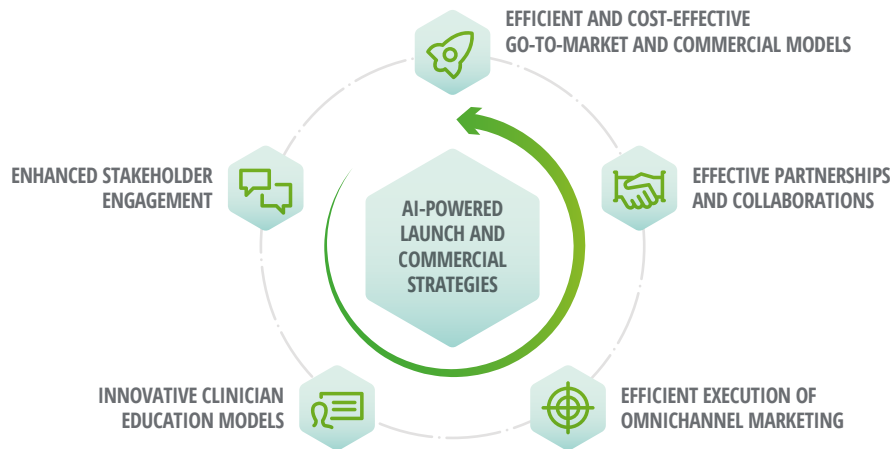 EFFICIENT AND COST-EFFECTIVE
GO-TO-MARKET AND COMMERCIAL MODELS
ENHANCED STAKEHOLDER
ENGAGEMENT
EFFECTIVE PARTNERSHIPS
AND COLLABORATIONS
AI-POWERED
LAUNCH AND
COMMERCIAL
STRATEGIES
INNOVATIVE CLINICIAN
EDUCATION MODELS
EFFICIENT EXECUTION OF
OMNICHANNEL MARKETING